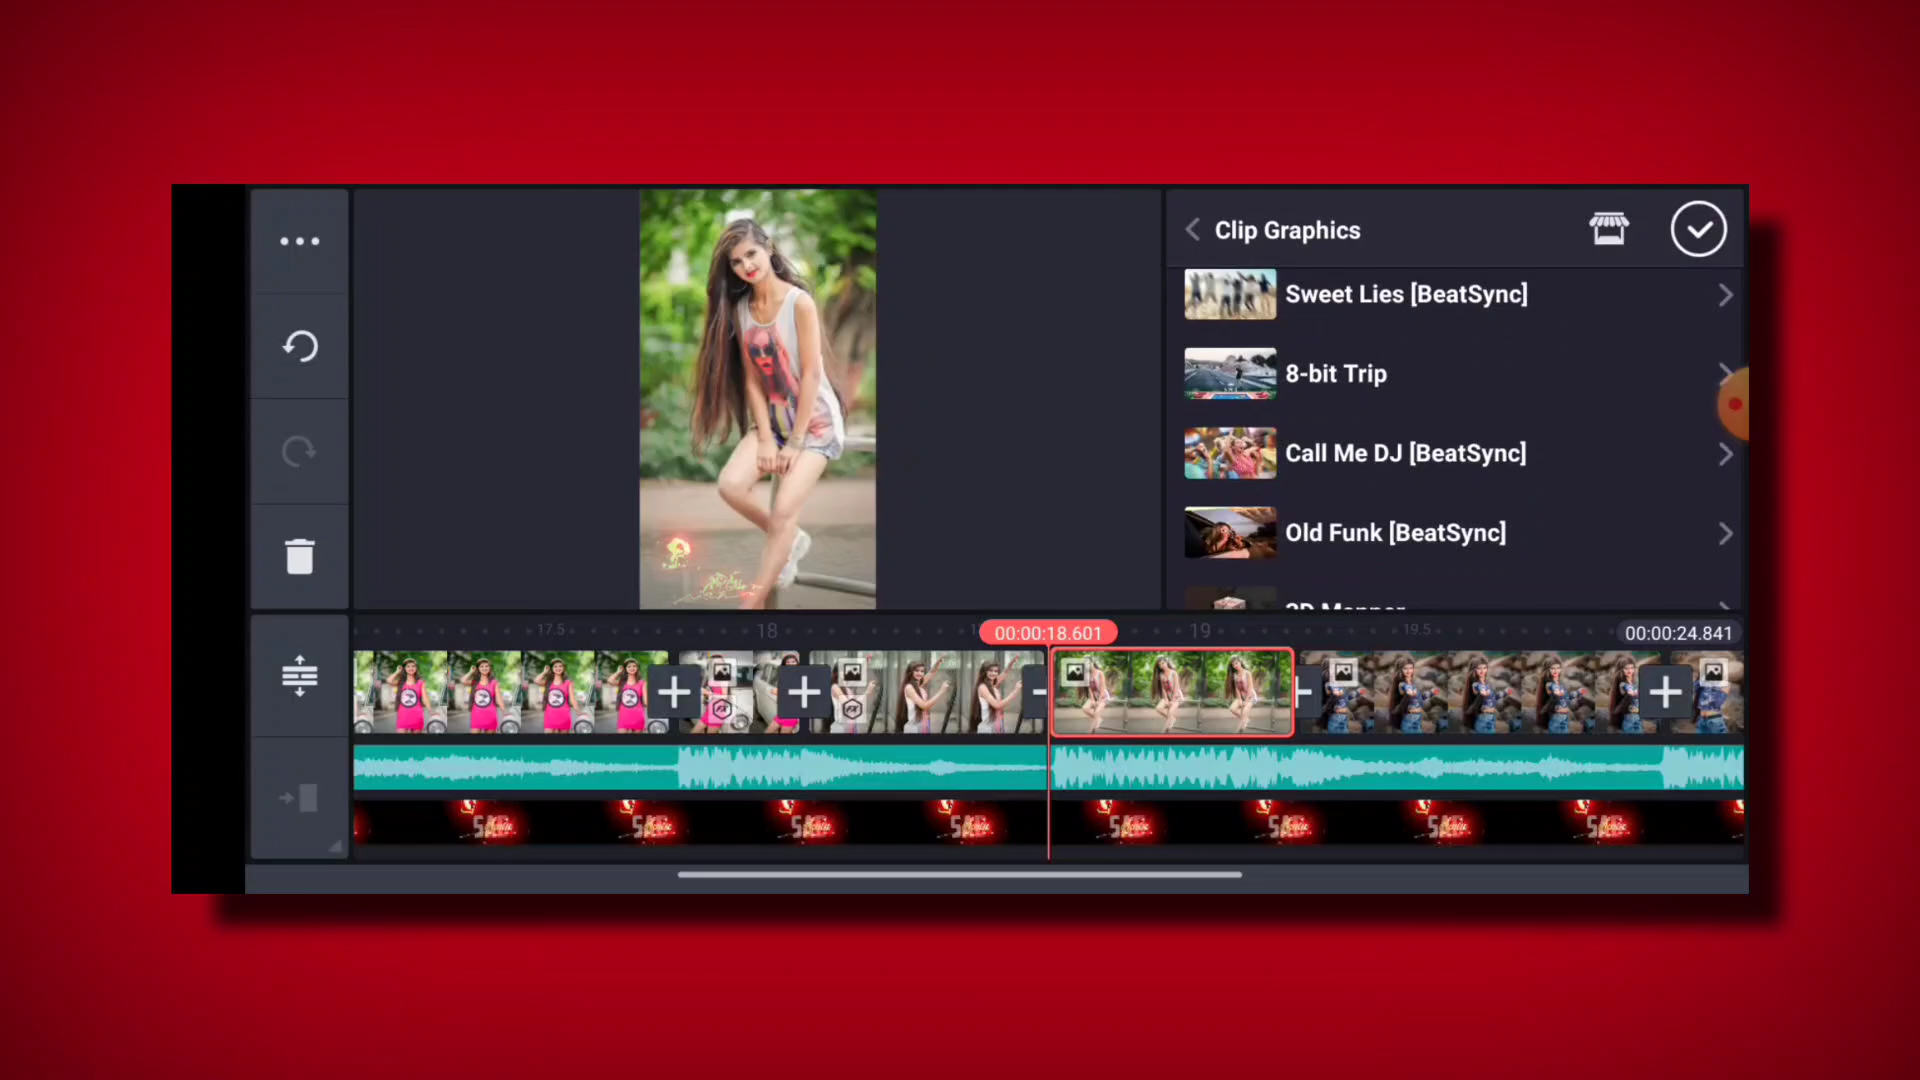 Clip Graphics
Sweet Lies [BeatSync]
8-bit Trip
Call Me DJ [BeatSync]
Old Funk [BeatSync]
17.5
18
00:00:18.601
19
19.5
00:00:24.841